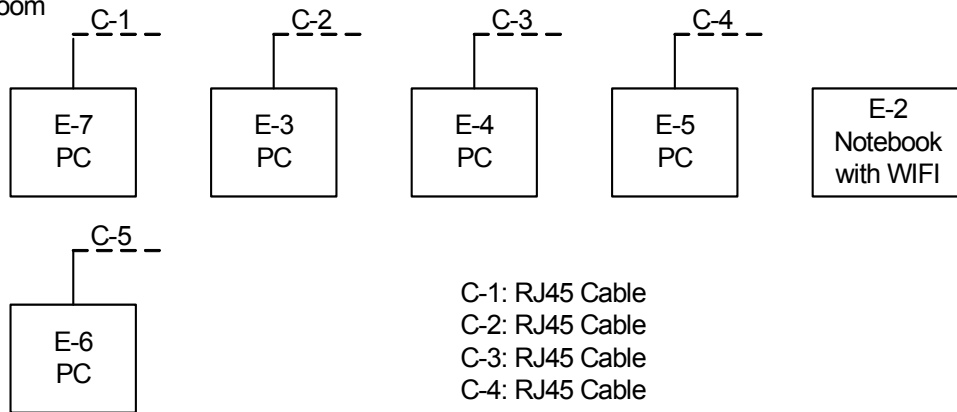 oom
C-1
C-2
C-3
C-4
E-7
PC
E-3
PC
E-4
PC
E-5
PC
E-2
Notebook
with WIFI
C-5
E-6
PC
C-1: RJ45 Cable
C-2: RJ45 Cable
C-3: RJ45 Cable
C-4: RJ45 Cable